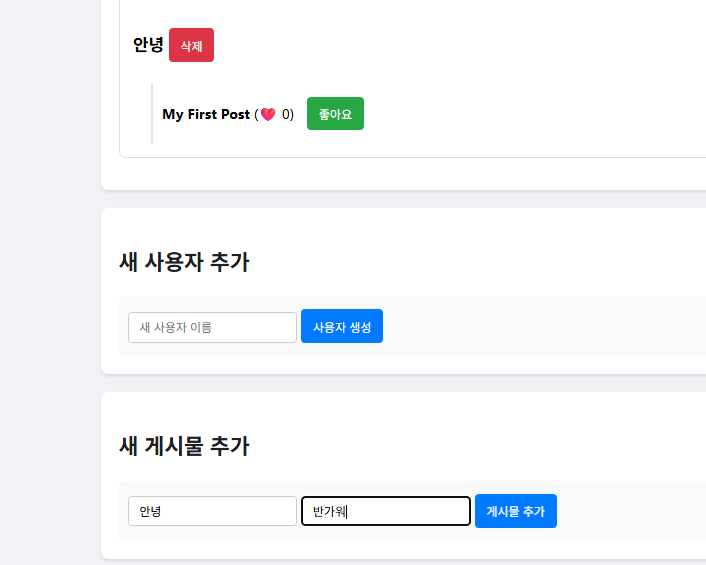 안녕 삭제
My First Post (💖 0) 좋아요
새 사용자 추가
새 사용자 이름 사용자 생성
새 게시물 추가
안녕 반가워 게시물 추가